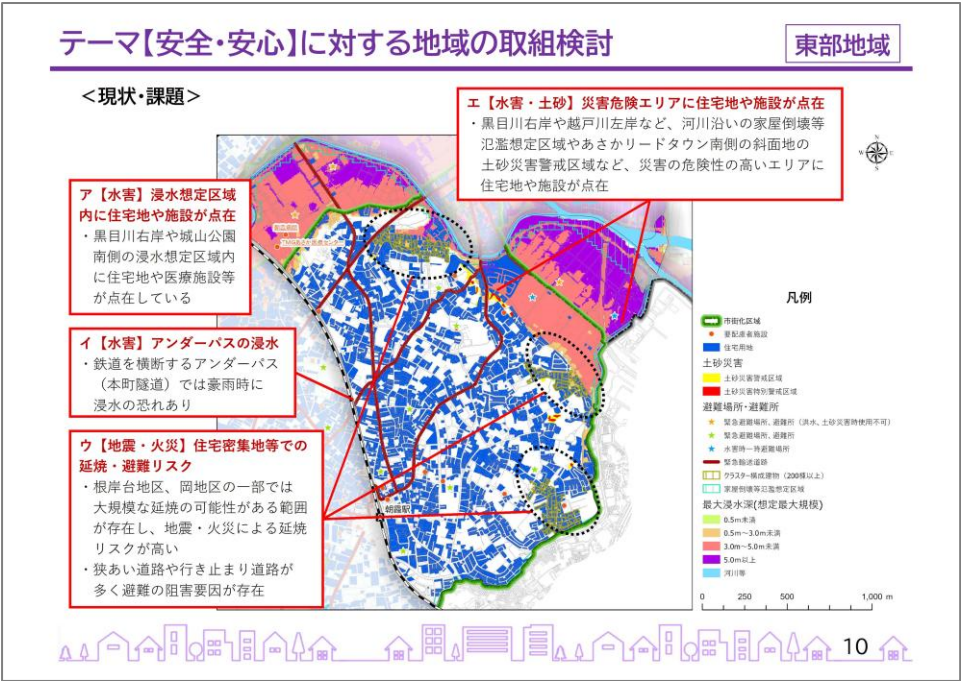 テーマ【安全・安心】に対する地域の取組検討
東部地域
＜現状・課題＞
エ【水害・土砂】災害危険エリアに住宅地や施設が点在
・黒目川右岸や越戸川左岸など、河川沿いの家屋倒壊等
氾濫想定区域やあさかリードタウン南側の斜面地の
土砂災害警戒区域など、災害の危険性の高いエリアに
住宅地や施設が点在
N
W
E
S
ア【水害】浸水想定区域
内に住宅地や施設が点在
・黒目川右岸や城山公園
南側の浸水想定区域内
に住宅地や医療施設等
が点在している
TMGあさか医療センター
イ【水害】アンダーパスの浸水
・鉄道を横断するアンダーパス
（本町隧道）では豪雨時に
浸水の恐れあり
ウ【地震・火災】住宅密集地等での
延焼・避難リスク
・根岸台地区、岡地区の一部では
大規模な延焼の可能性がある範囲
が存在し、地震・火災による延焼
リスクが高い
・狭あい道路や行き止まり道路が
多く避難の阻害要因が存在
朝霞駅
凡例
市街化区域
要配慮者施設
住宅用地
土砂災害
土砂災害警戒区域
土砂災害特別警戒区域
避難場所・避難所
緊急避難場所、避難所（洪水、土砂災害時使用不可）
緊急避難場所、避難所
水害時一時避難場所
緊急輸送道路
クラスター構成建物（200棟以上）
家屋倒壊等氾濫想定区域
最大浸水深(想定最大規模)
0.5m未満
0.5m～3.0m未満
3.0m～5.0m未満
5.0m以上
河川等
0 250 500 1,000 m
10